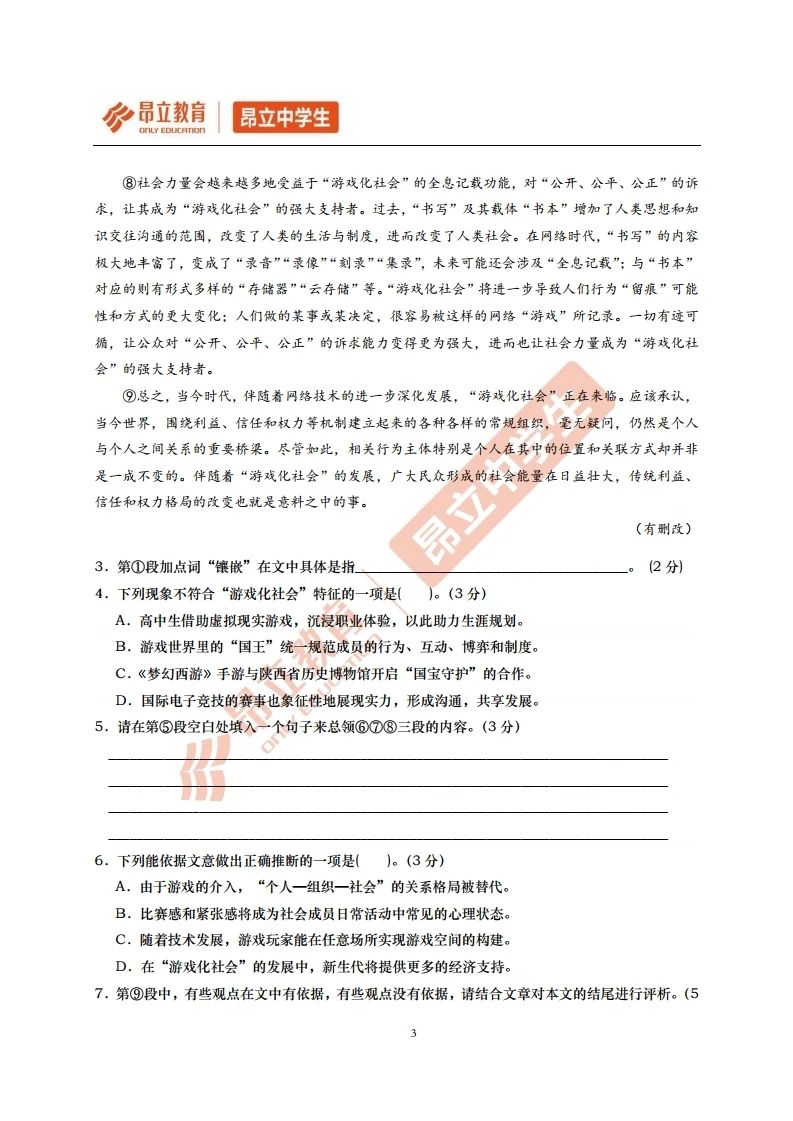 昂立教育
ONLY EDUCATION
昂立中学生
⑧社会力量会越来越多地受益于“游戏化社会”的全息记载功能，对“公开、公平、公正”的诉
求，让其成为“游戏化社会”的强大支持者。过去，“书写”及其载体“书本”增加了人类思想和知
识交往沟通的范围，改变了人类的生活与制度，进而改变了人类社会。在网络时代，“书写”的内容
极大地丰富了，变成了“录音”“录像”“刻录”“集录”，未来可能还会涉及“全息记载”；与“书本”
对应的则有形式多样的“存储器”“云存储”等。“游戏化社会”将进一步导致人们行为“留痕”可能
性和方式的更大变化；人们做的某事或某决定，很容易被这样的网络“游戏”所记录。一切有迹可
循，让公众对“公开、公平、公正”的诉求能力变得更为强大，进而也让社会力量成为“游戏化社
会”的强大支持者。
⑨总之，当今时代，伴随着网络技术的进一步深化发展，“游戏化社会”正在来临。应该承认，
当今世界，围绕利益、信任和权力等机制建立起来的各种各样的常规组织，毫无疑问，仍然是个人
与个人之间关系的重要桥梁。尽管如此，相关行为主体特别是个人在其中的位置和关联方式却并非
是一成不变的。伴随着“游戏化社会”的发展，广大民众形成的社会能量在日益壮大，传统利益、
信任和权力格局的改变也就是意料之中的事。
（有删改）
3．第①段加点词“镶嵌”在文中具体是指____________________。（2分)
4．下列现象不符合“游戏化社会”特征的一项是(　　)。(3分)
A．高中生借助虚拟现实游戏，沉浸职业体验，以此助力生涯规划。
B．游戏世界里的“国王”统一规范成员的行为、互动、博弈和制度。
C．《梦幻西游》手游与陕西省历史博物馆开启“国宝守护”的合作。
D．国际电子竞技的赛事也象征性地展现实力，形成沟通，共享发展。
5．请在第⑤段空白处填入一个句子来总领⑥⑦⑧三段的内容。(3分)
6．下列能依据文意做出正确推断的一项是(　　)。(3分)
A．由于游戏的介入，“个人—组织—社会”的关系格局被替代。
B．比赛感和紧张感将成为社会成员日常活动中常见的心理状态。
C．随着技术发展，游戏玩家能在任意场所实现游戏空间的构建。
D．在“游戏化社会”的发展中，新生代将提供更多的经济支持。
7．第⑨段中，有些观点在文中有依据，有些观点没有依据，请结合文章对本文的结尾进行评析。(5
3
昂立教育
ONLY EDUCATION
昂立中学生